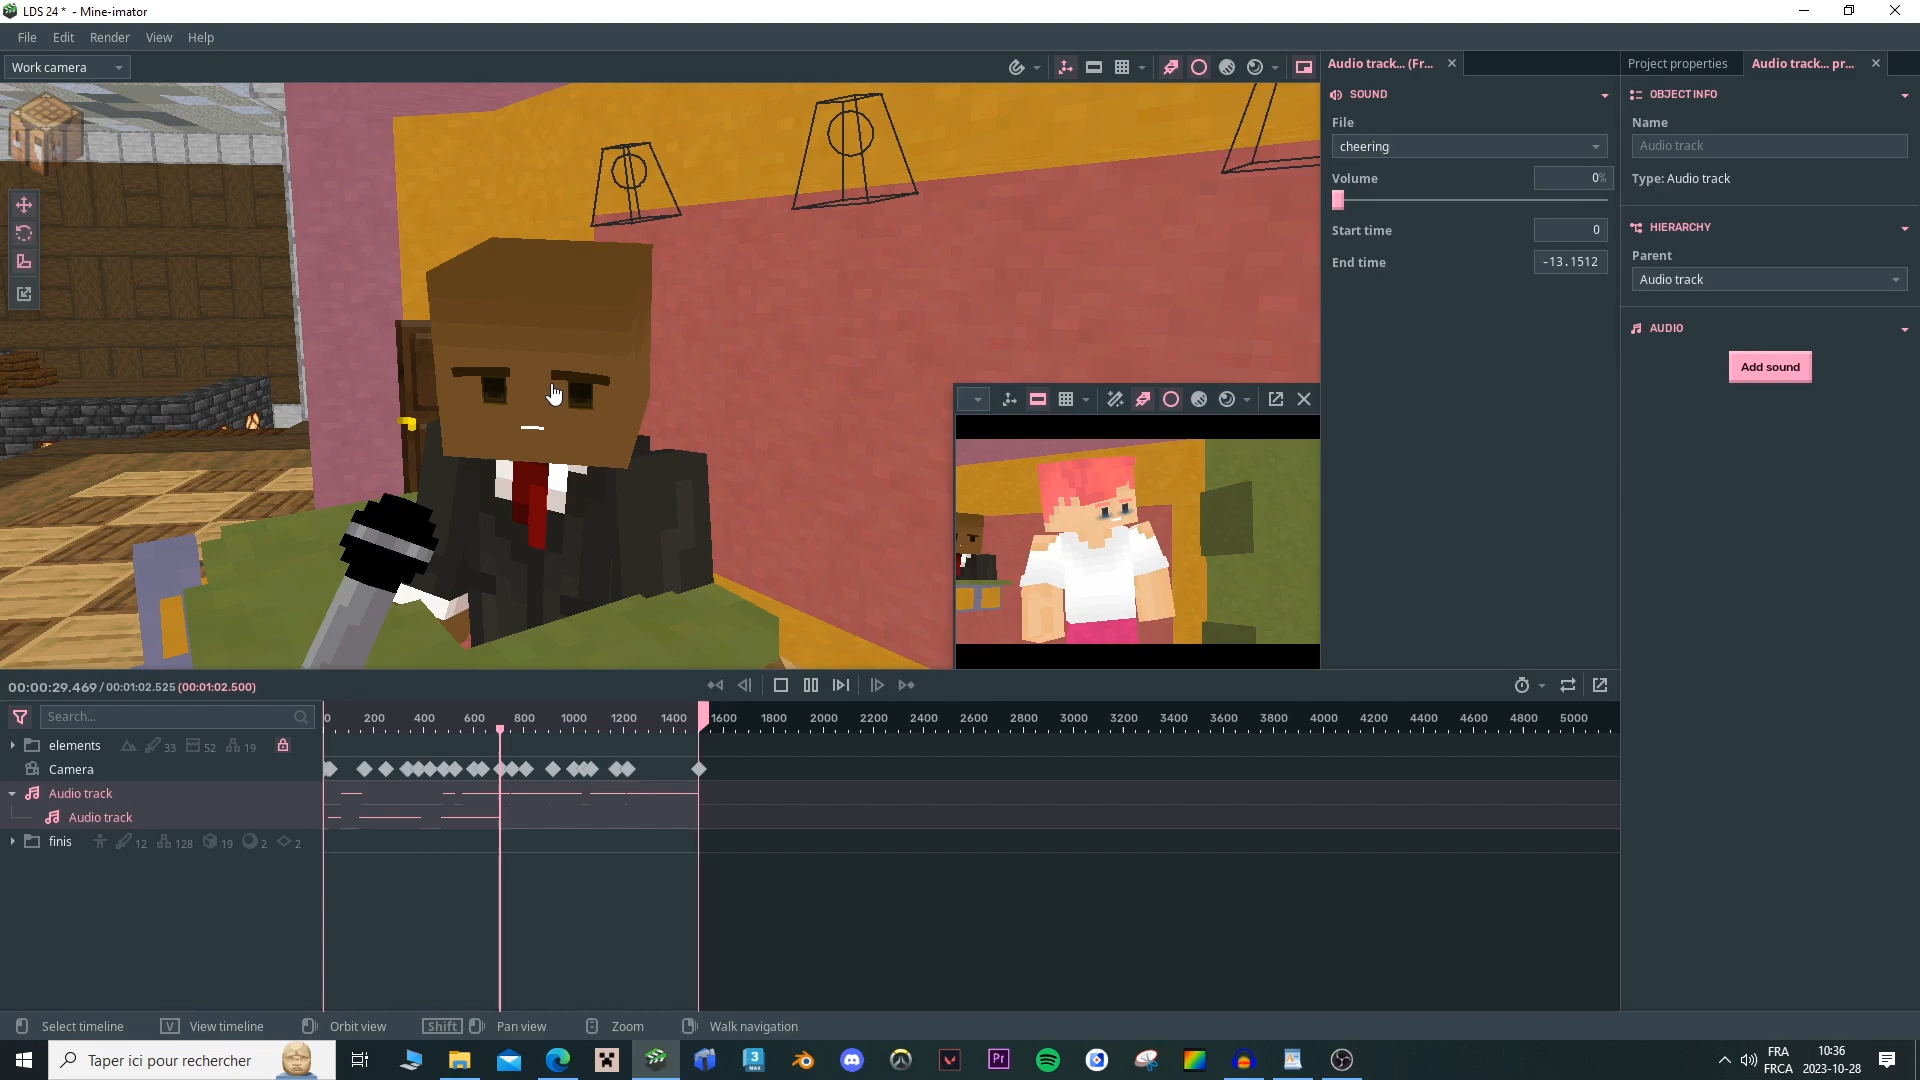 LDS 24 * - Mine-imator
File Edit Render View Help
Work camera
Audio track... (Fr...
Project properties
Audio track... pr...
SOUND
File
cheering
Volume
0%
Start time
0
End time
-13.1512
OBJECT INFO
Name
Audio track
Type: Audio track
HIERARCHY
Parent
Audio track
AUDIO
Add sound
00:00:29.469 / 00:01:02.525 (00:01:02.500)
Search...
0 200 400 600 800 1000 1200 1400 1600 1800 2000 2200 2400 2600 2800 3000 3200 3400 3600 3800 4000 4200 4400 4600 4800 5000
elements 33 52 19
Camera
Audio track
Audio track
finis 12 128 19 2 2
Select timeline V View timeline Orbit view Shift Pan view Zoom Walk navigation
Taper ici pour rechercher
3
MAX
Pr
FRA
FRCA
10:36
2023-10-28